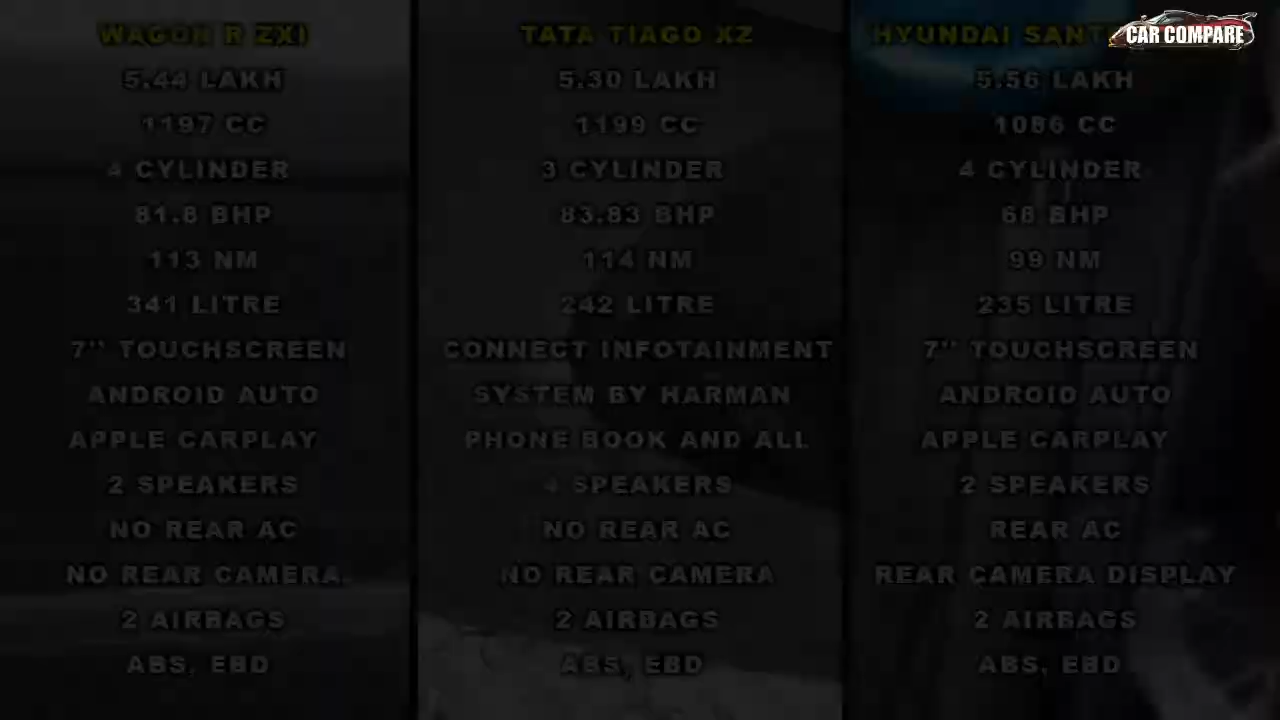 WAGON R ZXI
5.44 LAKH
1197 CC
4 CYLINDER
81.8 BHP
113 NM
341 LITRE
7" TOUCHSCREEN
ANDROID AUTO
APPLE CARPLAY
2 SPEAKERS
NO REAR AC
NO REAR CAMERA
2 AIRBAGS
ABS, EBD
TATA TIAGO XZ
5.30 LAKH
1199 CC
3 CYLINDER
83.83 BHP
114 NM
242 LITRE
CONNECT INFOTAINMENT
SYSTEM BY HARMAN
PHONE BOOK AND ALL
4 SPEAKERS
NO REAR AC
NO REAR CAMERA
2 AIRBAGS
ABS, EBD
HYUNDAI
5.56 LAKH
1086 CC
4 CYLINDER
68 BHP
99 NM
235 LITRE
7" TOUCHSCREEN
ANDROID AUTO
APPLE CARPLAY
2 SPEAKERS
REAR AC
REAR CAMERA DISPLAY
2 AIRBAGS
ABS, EBD
CAR COMPARE